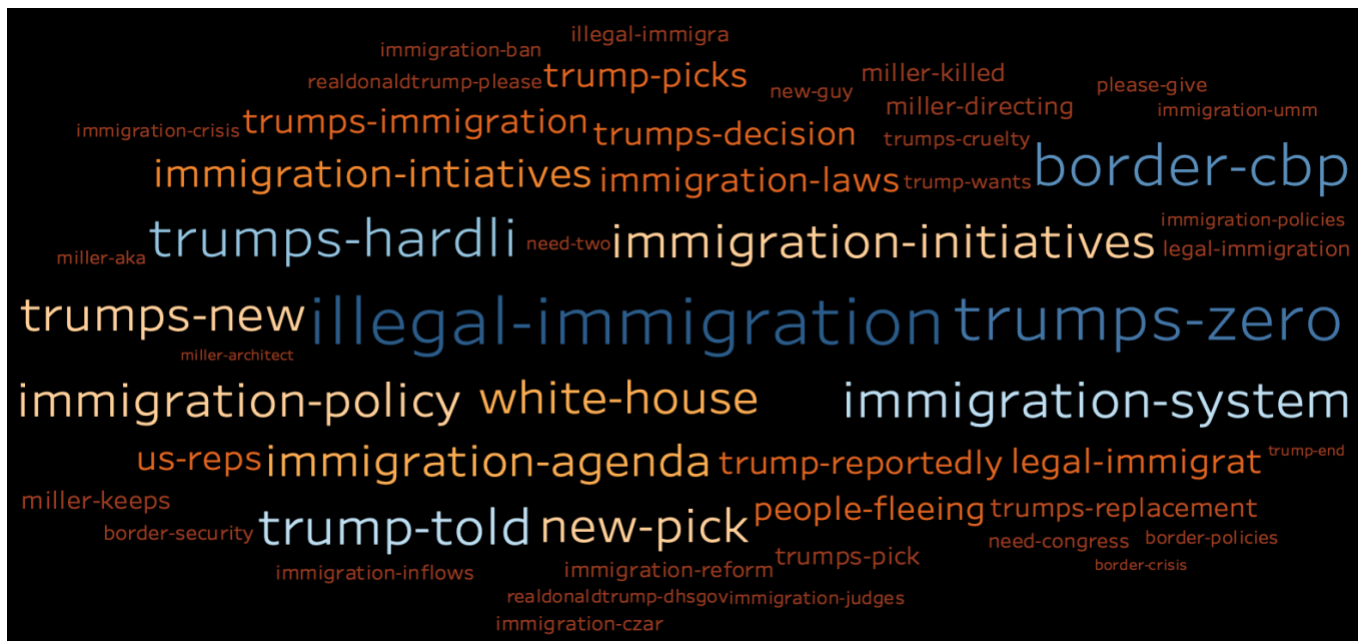 illegal-immigra
immigration-ban
realdonaldtrump-please trump-picks new-guy miller-killed please-give
miller-directing immigration-umm
immigration-crisis trumps-immigration trumps-decision trumps-cruelty
immigration-intiatives immigration-laws trump-wants border-cbp
miller-aka trumps-hardli need-two immigration-initiatives immigration-policies
legal-immigration
trumps-new illegal-immigration trumps-zero
miller-architect
immigration-policy white-house immigration-system
us-reps immigration-agenda trump-reportedly legal-immigrat trump-end
miller-keeps
border-security trump-told new-pick people-fleeing trumps-replacement
need-congress border-policies
immigration-inflows immigration-reform trumps-pick border-crisis
realdonaldtrump-dhsgov immigration-judges
immigration-czar